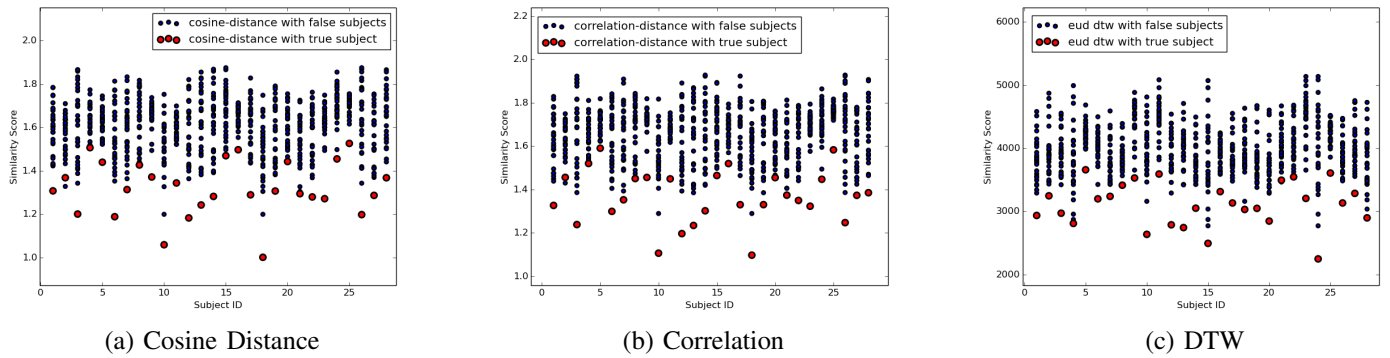 cosine-distance with false subjects
cosine-distance with true subject
2.0
1.8
1.6
1.4
1.2
1.0
Similarity Score
0 5 10 15 20 25
Subject ID
(a) Cosine Distance
correlation-distance with false subjects
correlation-distance with true subject
2.2
2.0
1.8
1.6
1.4
1.2
1.0
Similarity Score
0 5 10 15 20 25
Subject ID
(b) Correlation
eud dtw with false subjects
eud dtw with true subject
6000
5000
4000
3000
2000
Similarity Score
0 5 10 15 20 25
Subject ID
(c) DTW